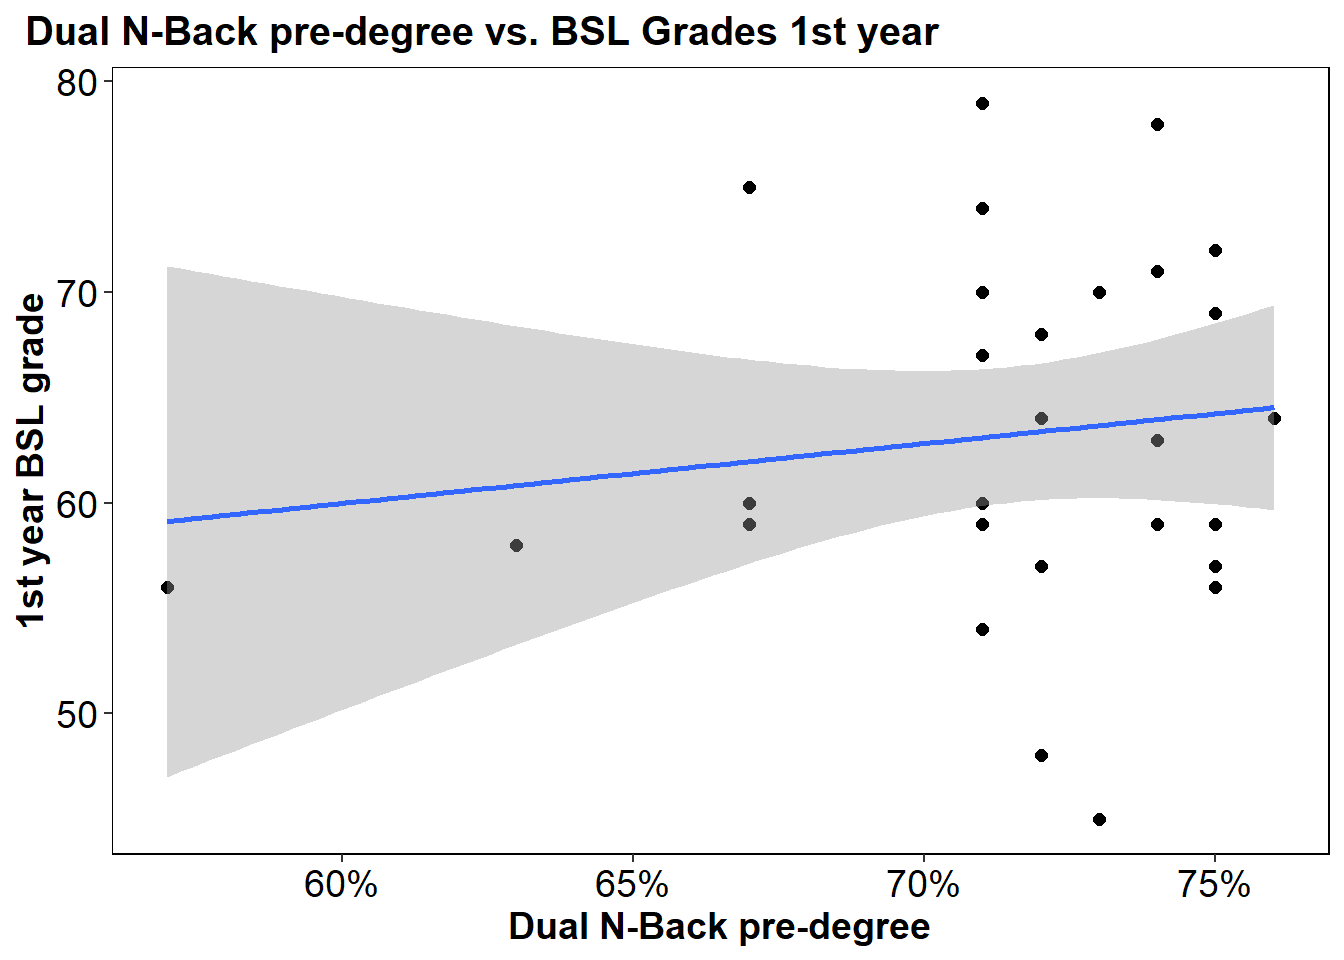 Dual N-Back pre-degree vs. BSL Grades 1st year
80
70
60
50
1st year BSL grade
60%
65%
70%
75%
Dual N-Back pre-degree